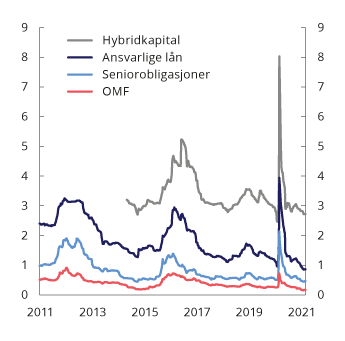 9 9
8 8
7 7
6 6
5 5
4 4
3 3
2 2
1 1
0 0
Hybridkapital
Ansvarlige lån
Seniorobligasjoner
OMF
2011 2013 2015 2017 2019 2021